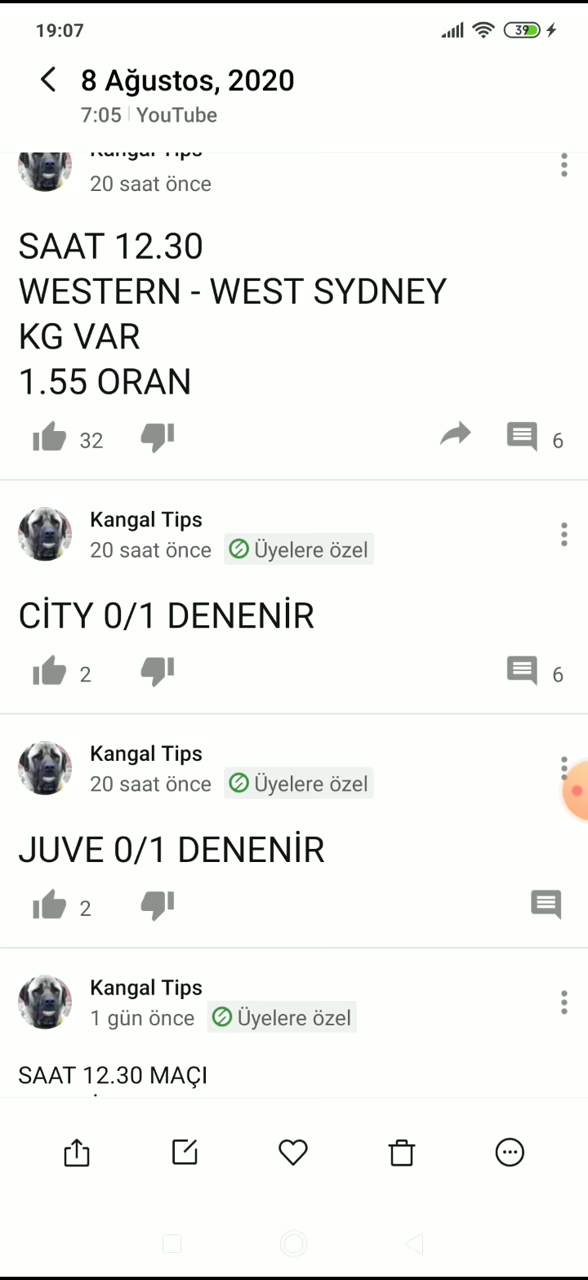 19:07
39
8 Ağustos, 2020
7:05 | YouTube
Kangal Tips
20 saat önce
SAAT 12.30
WESTERN - WEST SYDNEY
KG VAR
1.55 ORAN
32
6
Kangal Tips
20 saat önce Üyelere özel
CİTY 0/1 DENENİR
2
6
Kangal Tips
20 saat önce Üyelere özel
JUVE 0/1 DENENİR
2
Kangal Tips
1 gün önce Üyelere özel
SAAT 12.30 MAÇI